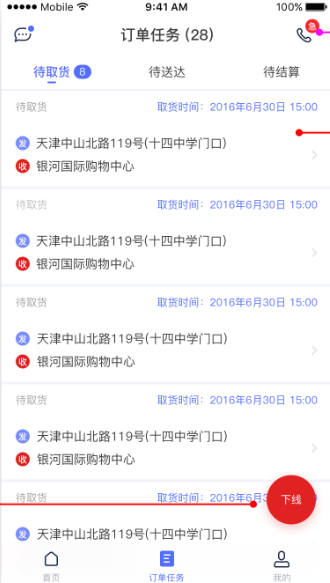 Mobile 9:41 AM 100%
订单任务 (28)
急
待取货 8 待送达 待结算
待取货 取货时间：2016年6月30日 15:00
发 天津中山北路119号(十四中学门口)
收 银河国际购物中心
待取货 取货时间：2016年6月30日 15:00
发 天津中山北路119号(十四中学门口)
收 银河国际购物中心
待取货 取货时间：2016年6月30日 15:00
发 天津中山北路119号(十四中学门口)
收 银河国际购物中心
待取货 取货时间：2016年6月30日 15:00
发 天津中山北路119号(十四中学门口)
收 银河国际购物中心
待取货 取货时间：2016年6月3 15:00
下线
发 天津中山北路119号(十四中学门口)
首页 订单任务 我的